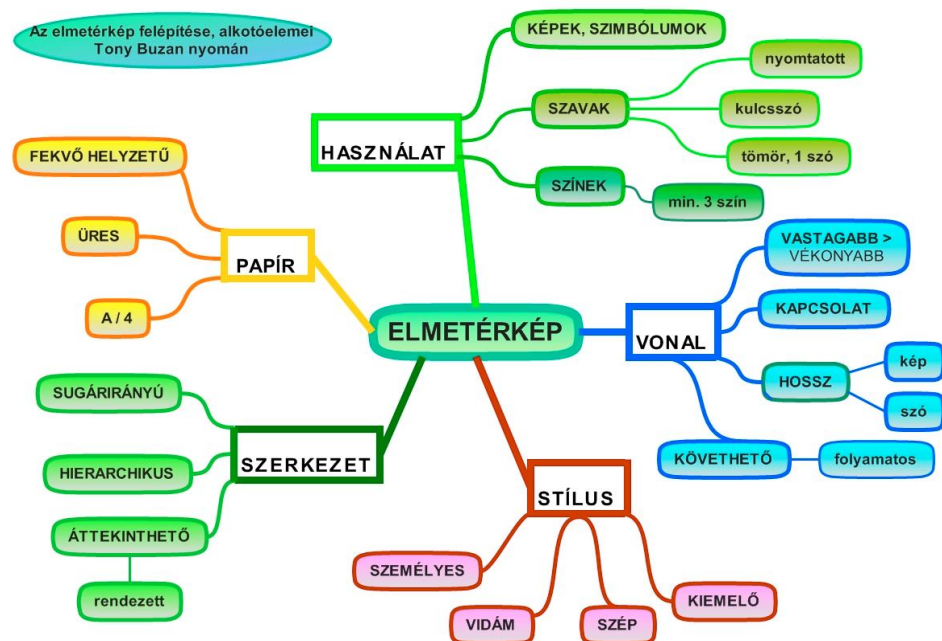 Az elmetérkép felépítése, alkotóelemei
Tony Buzan nyomán
KÉPEK, SZIMBÓLUMOK
nyomtatott
SZAVAK
kulcsszó
HASZNÁLAT
tömör, 1 szó
SZÍNEK
min. 3 szín
FEKVŐ HELYZETŰ
ÜRES
PAPÍR
A / 4
ELMETÉRKÉP
VASTAGABB >
VÉKONYABB
KAPCSOLAT
VONAL
HOSSZ
kép
szó
KÖVETHETŐ
folyamatos
SUGÁRIRÁNYÚ
SZERKEZET
HIERARCHIKUS
ÁTTEKINTHETŐ
rendezett
STÍLUS
SZEMÉLYES
VIDÁM
SZÉP
KIEMELŐ